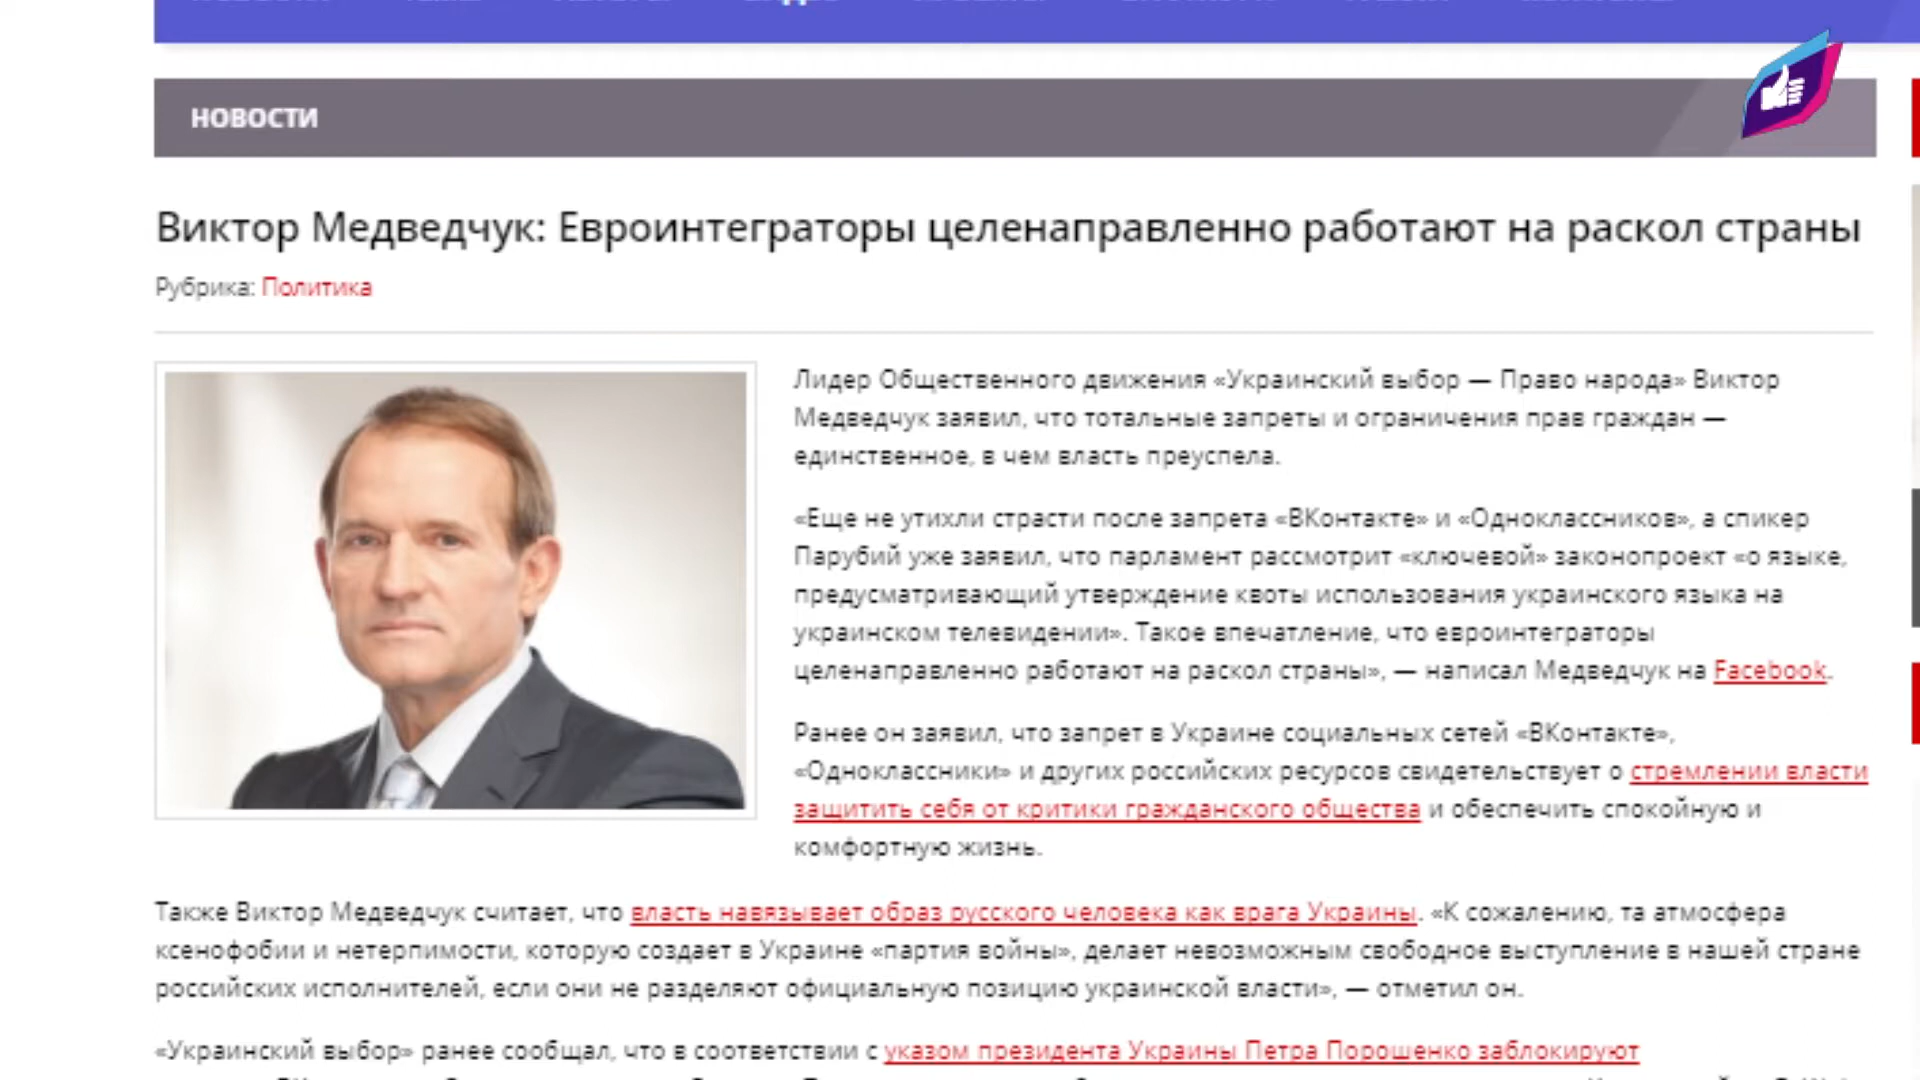 НОВОСТИ
Виктор Медведчук: Евроинтеграторы целенаправленно работают на раскол страны
Рубрика: Политика
Лидер Общественного движения «Украинский выбор — Право народа» Виктор
Медведчук заявил, что тотальные запреты и ограничения прав граждан —
единственное, в чем власть преуспела.
«Еще не утихли страсти после запрета «ВКонтакте» и «Одноклассников», а спикер
Парубий уже заявил, что парламент рассмотрит «ключевой» законопроект «о языке,
предусматривающий утверждение квоты использования украинского языка на
украинском телевидении». Такое впечатление, что евроинтеграторы
целенаправленно работают на раскол страны», — написал Медведчук на Facebook.
Ранее он заявил, что запрет в Украине социальных сетей «ВКонтакте»,
«Одноклассники» и других российских ресурсов свидетельствует о стремлении власти
защитить себя от критики гражданского общества и обеспечить спокойную и
комфортную жизнь.
Также Виктор Медведчук считает, что власть навязывает образ русского человека как врага Украины. «К сожалению, та атмосфера
ксенофобии и нетерпимости, которую создает в Украине «партия войны», делает невозможным свободное выступление в нашей стране
российских исполнителей, если они не разделяют официальную позицию украинской власти», — отметил он.
«Украинский выбор» ранее сообщал, что в соответствии с указом президента Украины Петра Порошенко заблокируют